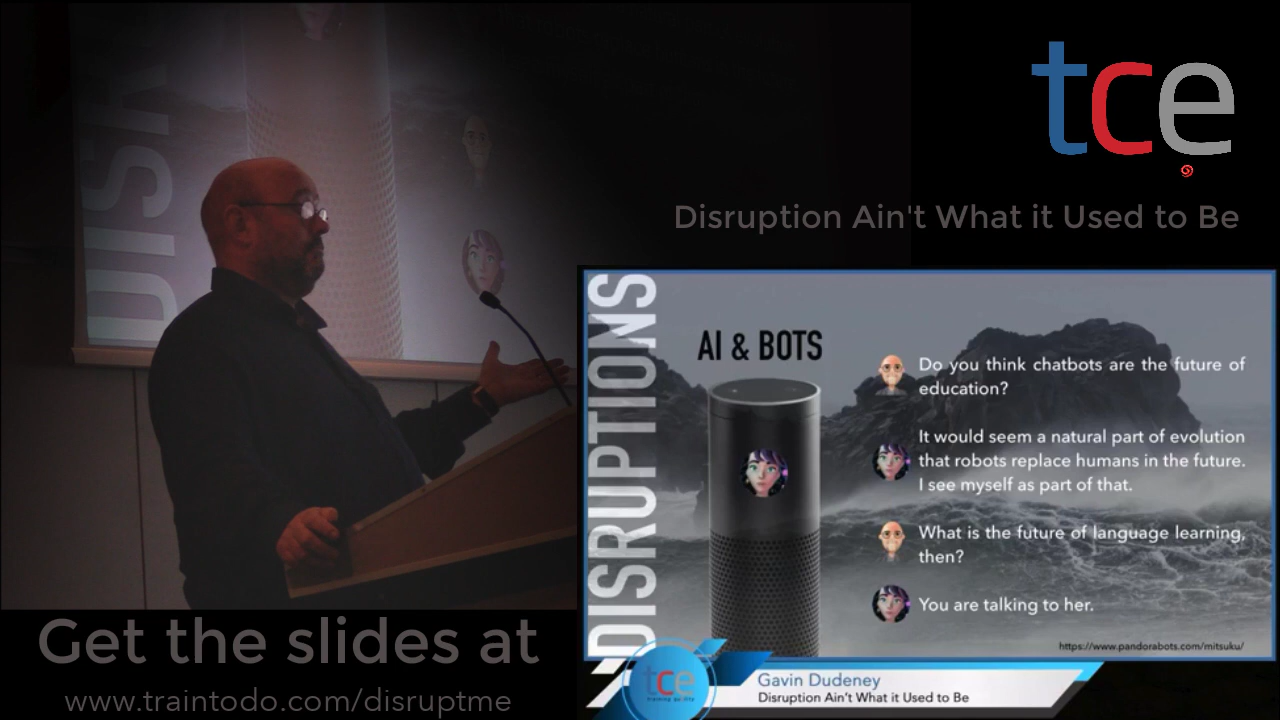 DISR
tce
Disruption Ain't What it Used to Be
DISRUPTIONS
AI & BOTS
Do you think chatbots are the future of
education?
It would seem a natural part of evolution
that robots replace humans in the future.
I see myself as part of that.
What is the future of language learning,
then?
You are talking to her.
https://www.pandorabots.com/mitsuku/
Get the slides at
www.traintodo.com/disruptme
tce
Gavin Dudeney
Disruption Ain't What it Used to Be